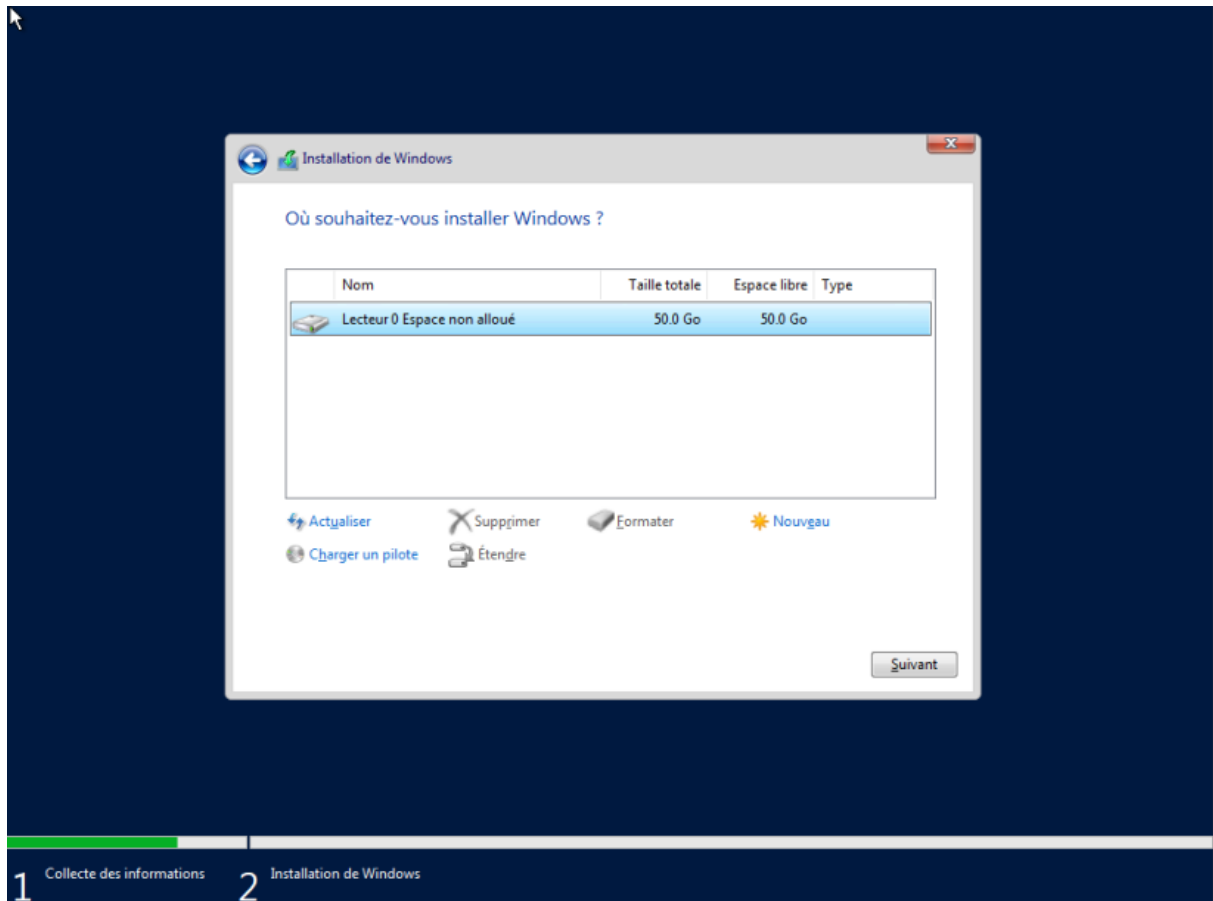 Installation de Windows
Où souhaitez-vous installer Windows ?
Nom Taille totale Espace libre Type
Lecteur 0 Espace non alloué 50.0 Go 50.0 Go
Actualiser Supprimer Formater Nouveau
Charger un pilote Étendre
Suivant
1 Collecte des informations 2 Installation de Windows